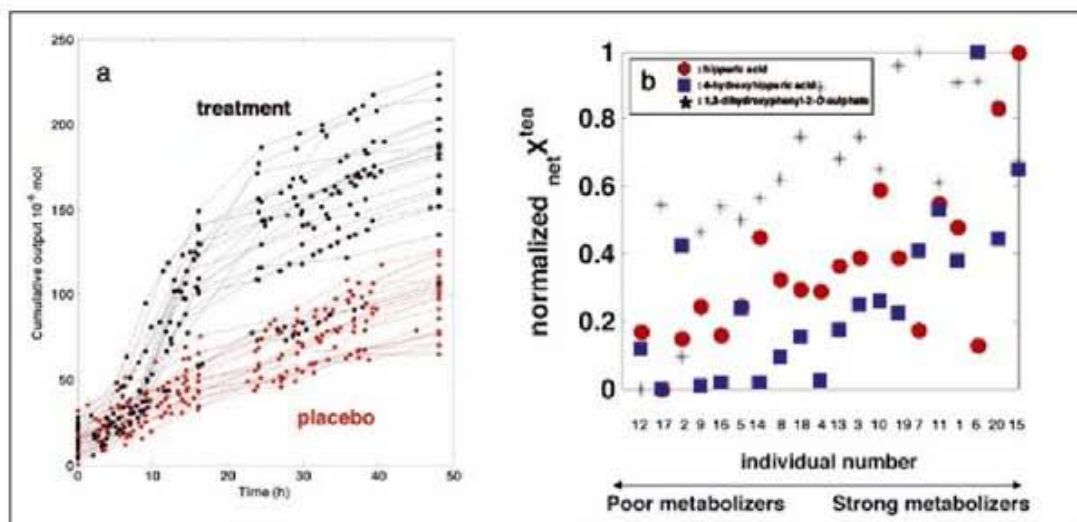 a
treatment
placebo
Cumulative output 10⁻⁶ mol
250
200
150
100
50
0
0 10 20 30 40 50
Time (h)
b
: hippuric acid
: 4-hydroxyhippuric acid
: 1,3-dihydroxyphenyl-2-O-sulphate
normalized net X tea
1
0.8
0.6
0.4
0.2
0
12 17 2 9 16 5 14 8 18 4 13 3 10 19 7 11 1 6 20 15
individual number
Poor metabolizers Strong metabolizers